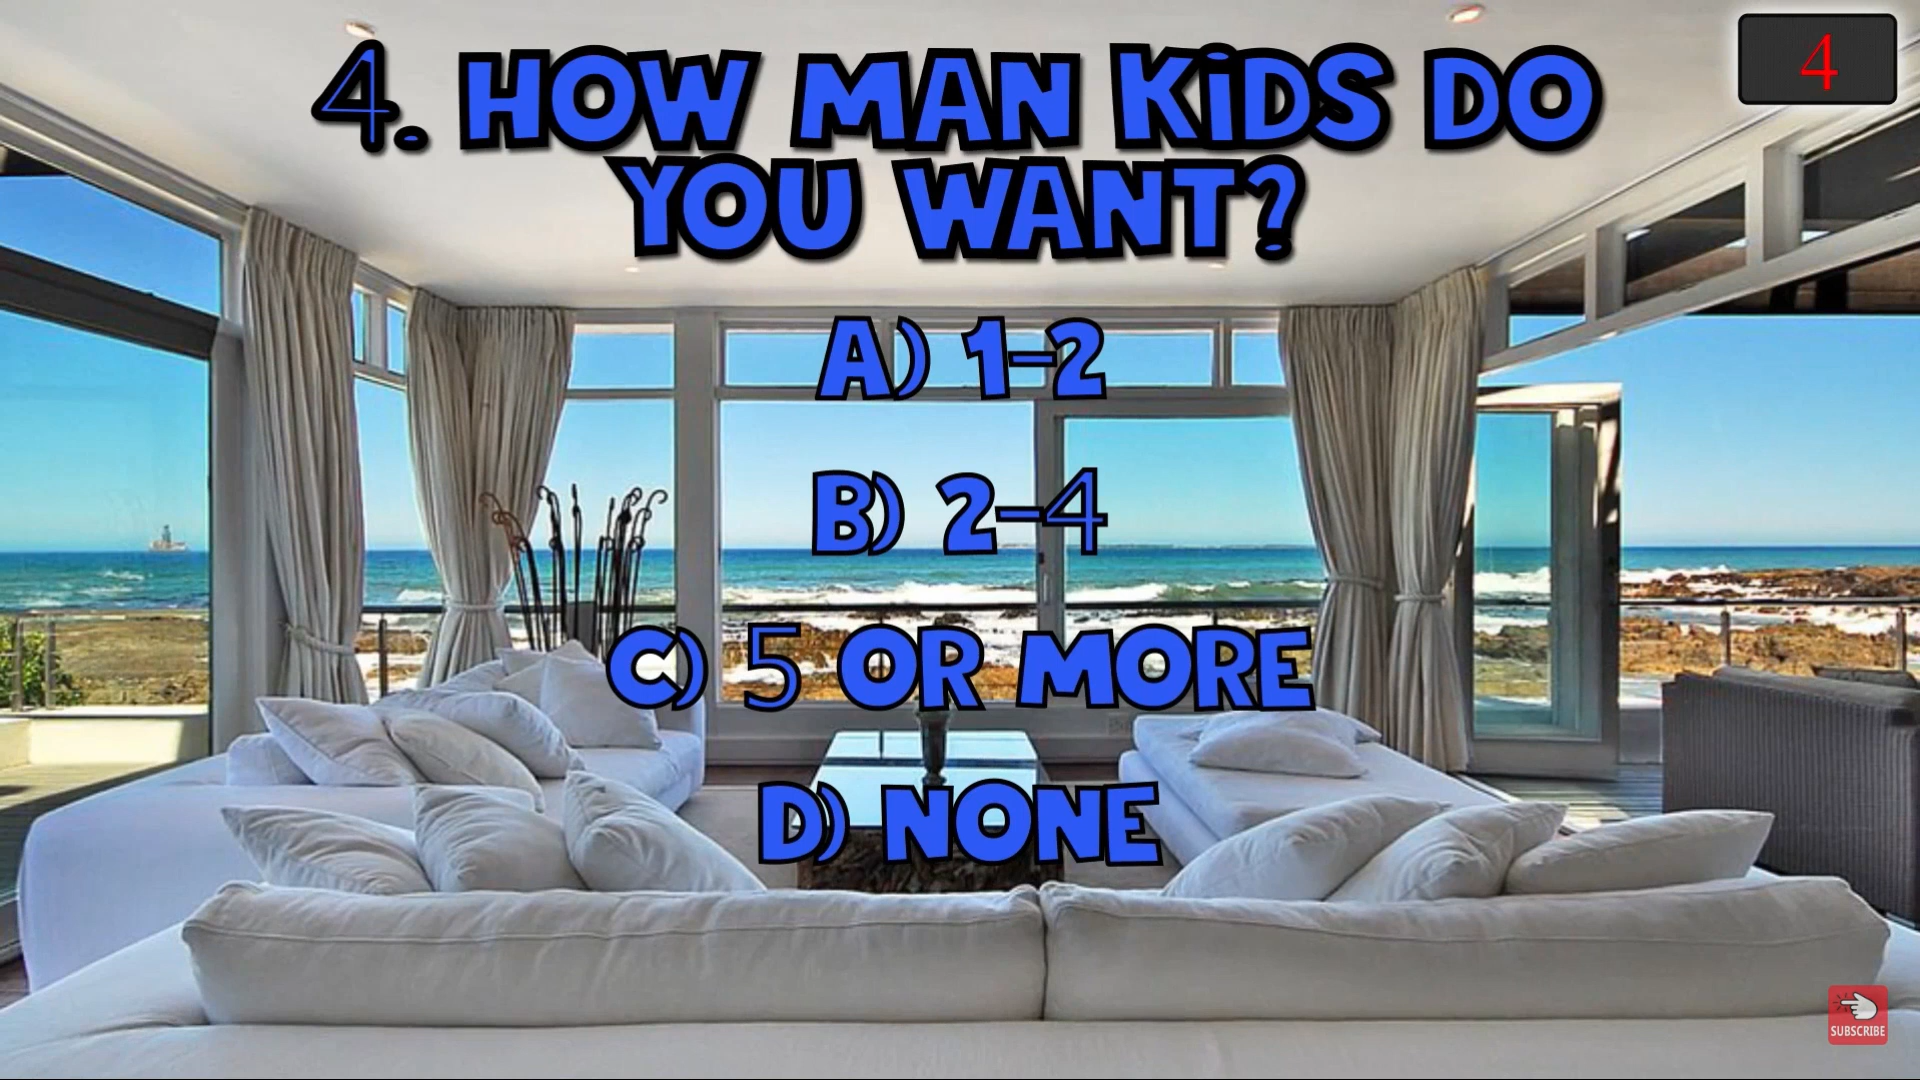 4. HOW MAN KiDS DO
YOU WANT?
4
A) 1-2
B) 2-4
C) 5 OR MORE
D) NONE
SUBSCRIBE